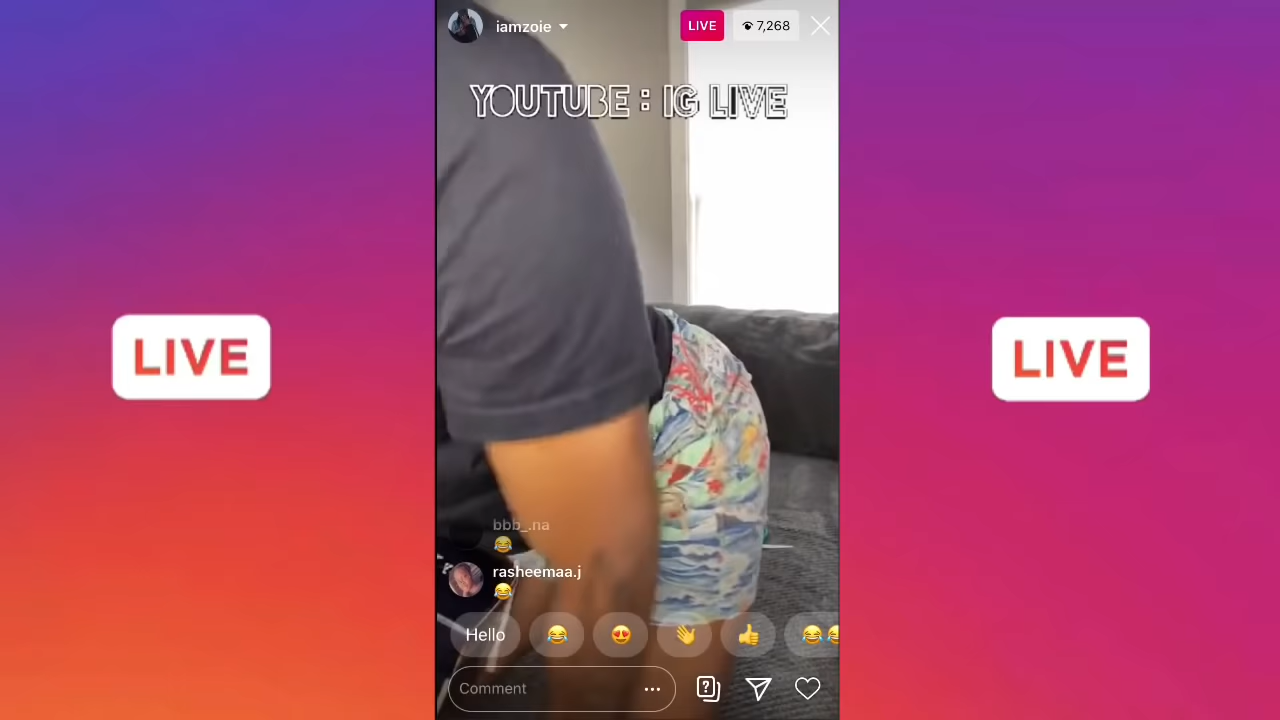 iamzoie
LIVE
7,268
YOUTUBE : IG LIVE
LIVE
LIVE
bbb_.na
😂
rasheemaa.j
😂
Hello 😂 😍 👋 👍 😂😂
Comment